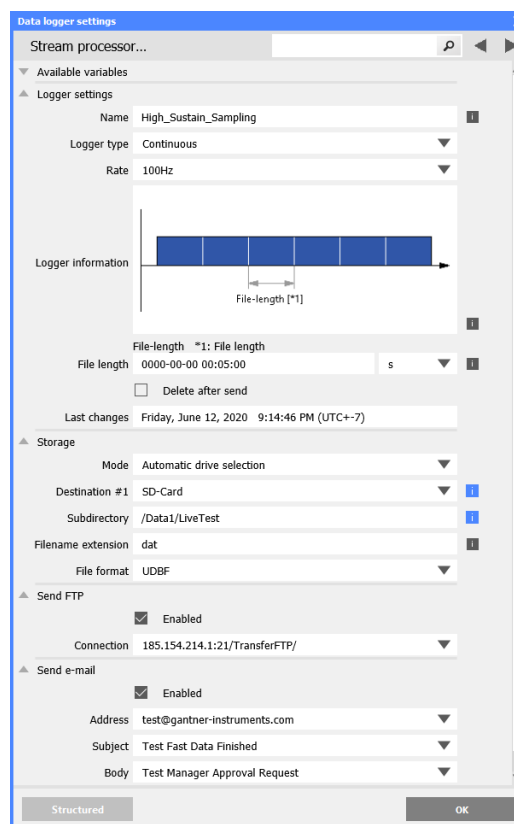 Data logger settings
Stream processor...
Available variables
Logger settings
Name High_Sustain_Sampling
Logger type Continuous
Rate 100Hz
Logger information
File-length [*1]
File-length *1: File length
File length 0000-00-00 00:05:00 s
Delete after send
Last changes Friday, June 12, 2020 9:14:46 PM (UTC+-7)
Storage
Mode Automatic drive selection
Destination #1 SD-Card
Subdirectory /Data1/LiveTest
Filename extension dat
File format UDBF
Send FTP
Enabled
Connection 185.154.214.1:21/TransferFTP/
Send e-mail
Enabled
Address test@gantner-instruments.com
Subject Test Fast Data Finished
Body Test Manager Approval Request
Structured OK